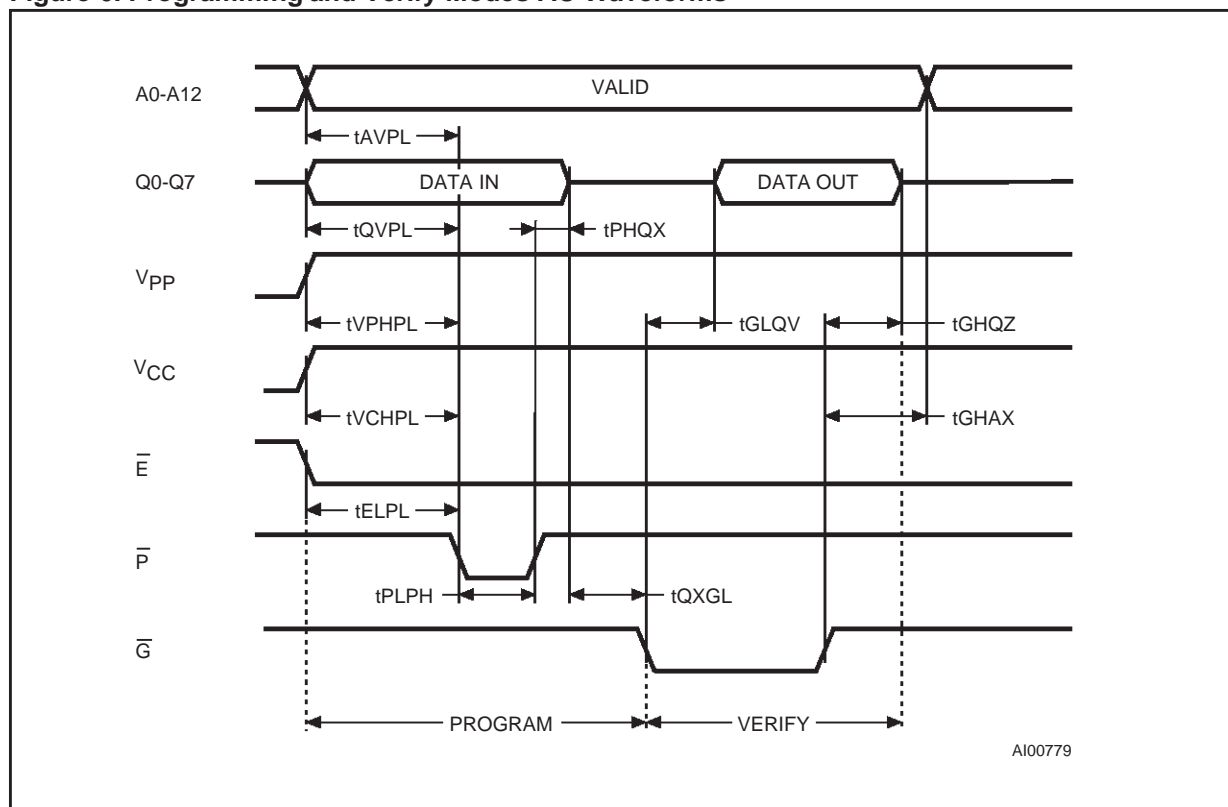 Figure 6. Programming and Verify Modes AC Waveforms
A0-A12
VALID
tAVPL
Q0-Q7
DATA IN
DATA OUT
tQVPL
tPHQX
VPP
tVPHPL
tGLQV
tGHQZ
VCC
tVCHPL
tGHAX
E̅
tELPL
P̅
tPLPH
tQXGL
G̅
PROGRAM
VERIFY
AI00779